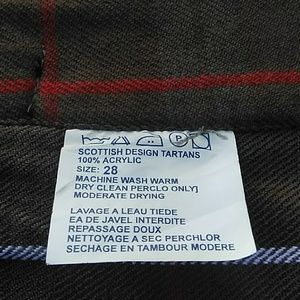 SCOTTISH DESIGN TARTANS
100% ACRYLIC
SIZE: 28
MACHINE WASH WARM
DRY CLEAN PERCLO ONLY]
MODERATE DRYING
LAVAGE A LEAU TIEDE
EA DE JAVEL INTERDITE
REPASSAGE DOUX
NETTOYAGE A SEC PERCHLOR
SECHAGE EN TAMBOUR MODERE